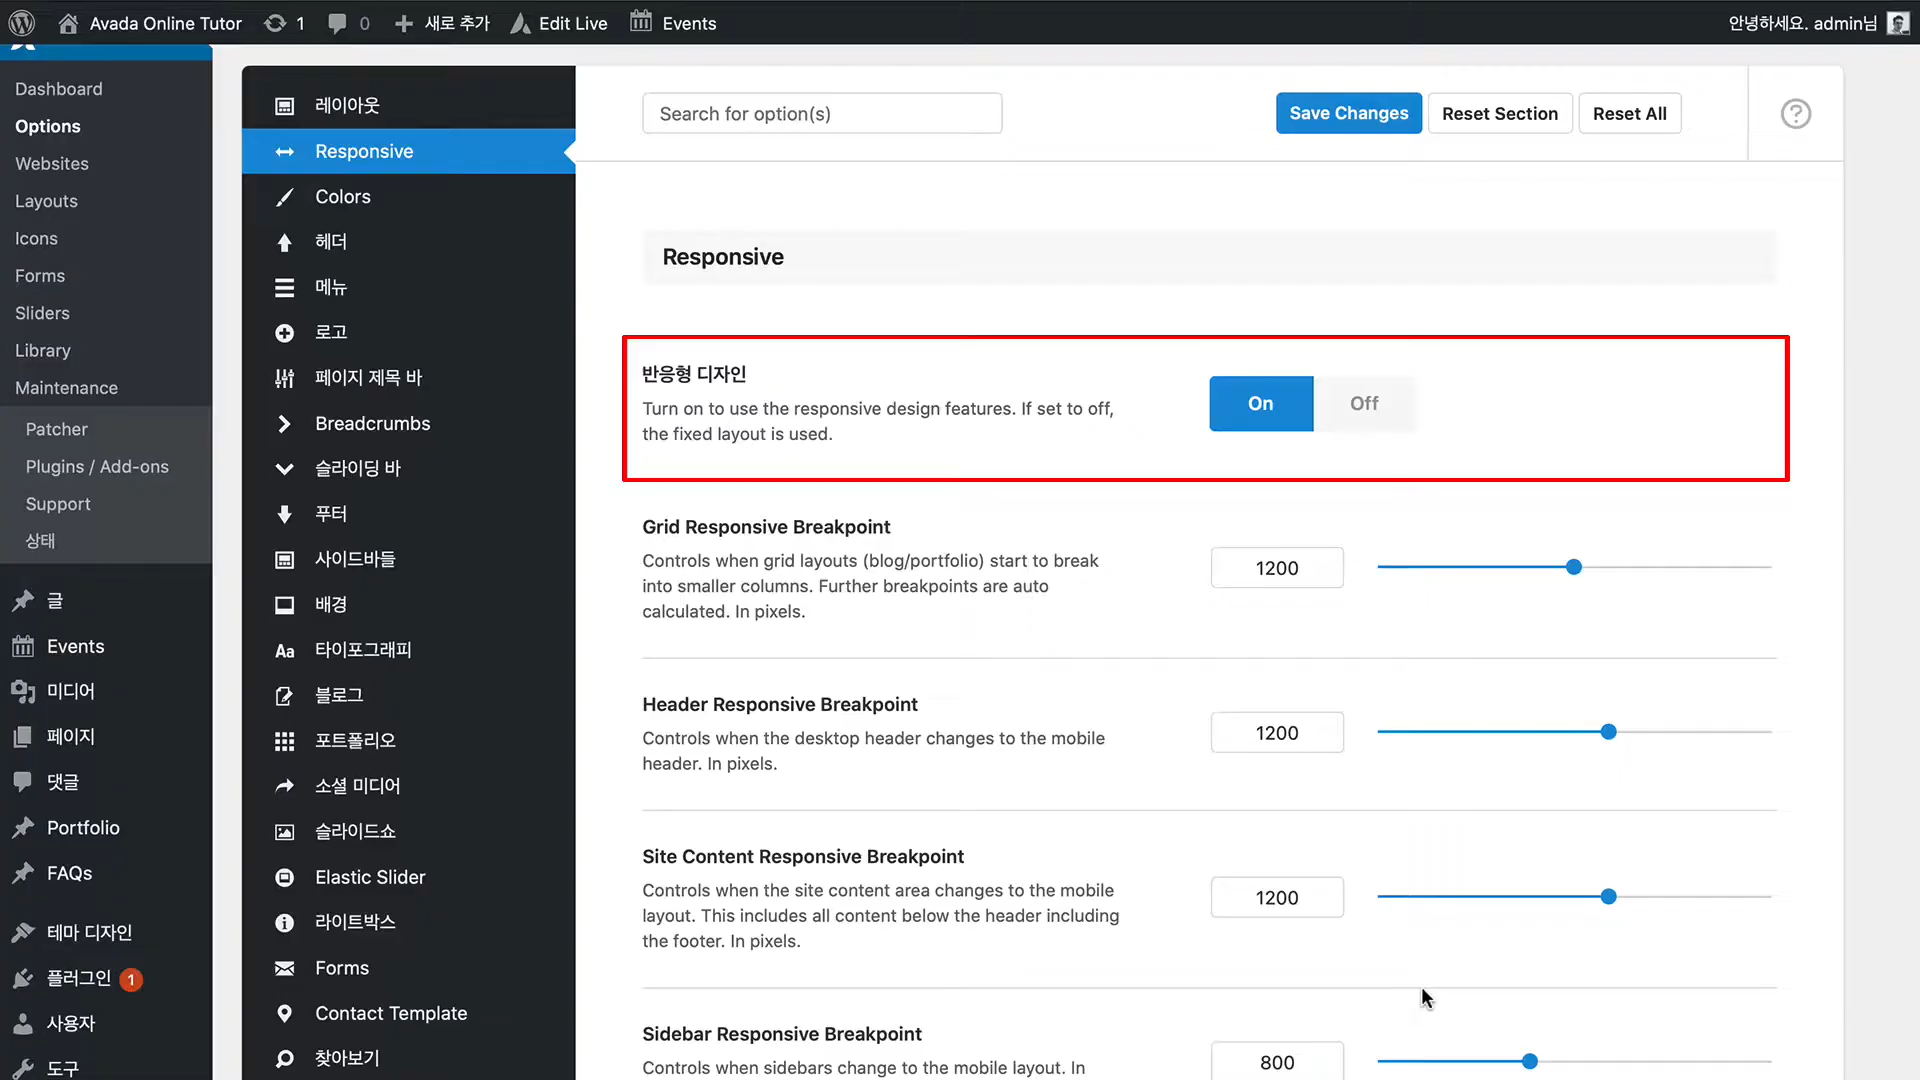 Avada Online Tutor 1 0 새로 추가 Edit Live Events 안녕하세요. admin님
Dashboard
Options
Websites
Layouts
Icons
Forms
Sliders
Library
Maintenance
Patcher
Plugins / Add-ons
Support
상태
글
Events
미디어
페이지
댓글
Portfolio
FAQs
테마 디자인
플러그인 1
사용자
도구
레이아웃
Responsive
Colors
헤더
메뉴
로고
페이지 제목 바
Breadcrumbs
슬라이딩 바
푸터
사이드바들
배경
Aa 타이포그래피
블로그
포트폴리오
소셜 미디어
슬라이드쇼
Elastic Slider
라이트박스
Forms
Contact Template
찾아보기
Search for option(s)
Save Changes Reset Section Reset All
Responsive
반응형 디자인
Turn on to use the responsive design features. If set to off,
the fixed layout is used.
On Off
Grid Responsive Breakpoint
Controls when grid layouts (blog/portfolio) start to break
into smaller columns. Further breakpoints are auto
calculated. In pixels.
1200
Header Responsive Breakpoint
Controls when the desktop header changes to the mobile
header. In pixels.
1200
Site Content Responsive Breakpoint
Controls when the site content area changes to the mobile
layout. This includes all content below the header including
the footer. In pixels.
1200
Sidebar Responsive Breakpoint
Controls when sidebars change to the mobile layout. In
800